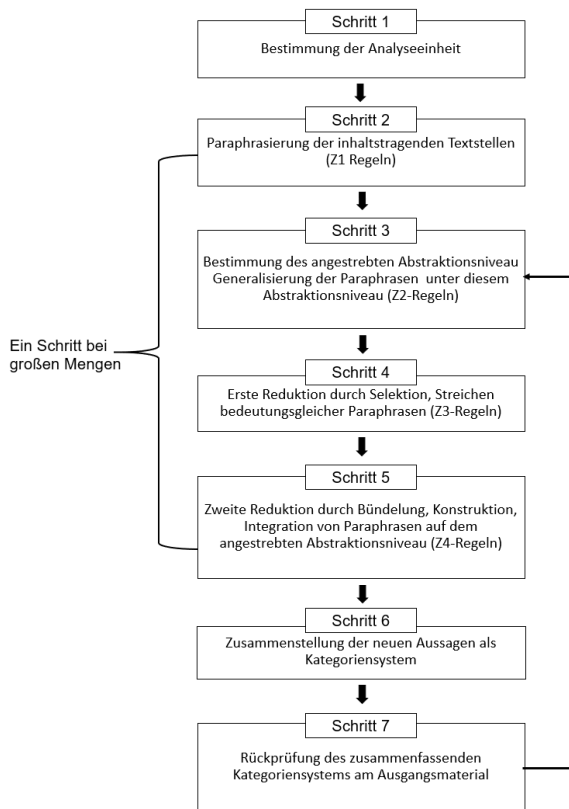 Schritt 1
Bestimmung der Analyseeinheit
Schritt 2
Paraphrasierung der inhaltstragenden Textstellen
(Z1 Regeln)
Schritt 3
Bestimmung des angestrebten Abstraktionsniveau
Generalisierung der Paraphrasen unter diesem
Abstraktionsniveau (Z2-Regeln)
Ein Schritt bei
großen Mengen
Schritt 4
Erste Reduktion durch Selektion, Streichen
bedeutungsgleicher Paraphrasen (Z3-Regeln)
Schritt 5
Zweite Reduktion durch Bündelung, Konstruktion,
Integration von Paraphrasen auf dem
angestrebten Abstraktionsniveau (Z4-Regeln)
Schritt 6
Zusammenstellung der neuen Aussagen als
Kategoriensystem
Schritt 7
Rückprüfung des zusammenfassenden
Kategoriensystems am Ausgangsmaterial